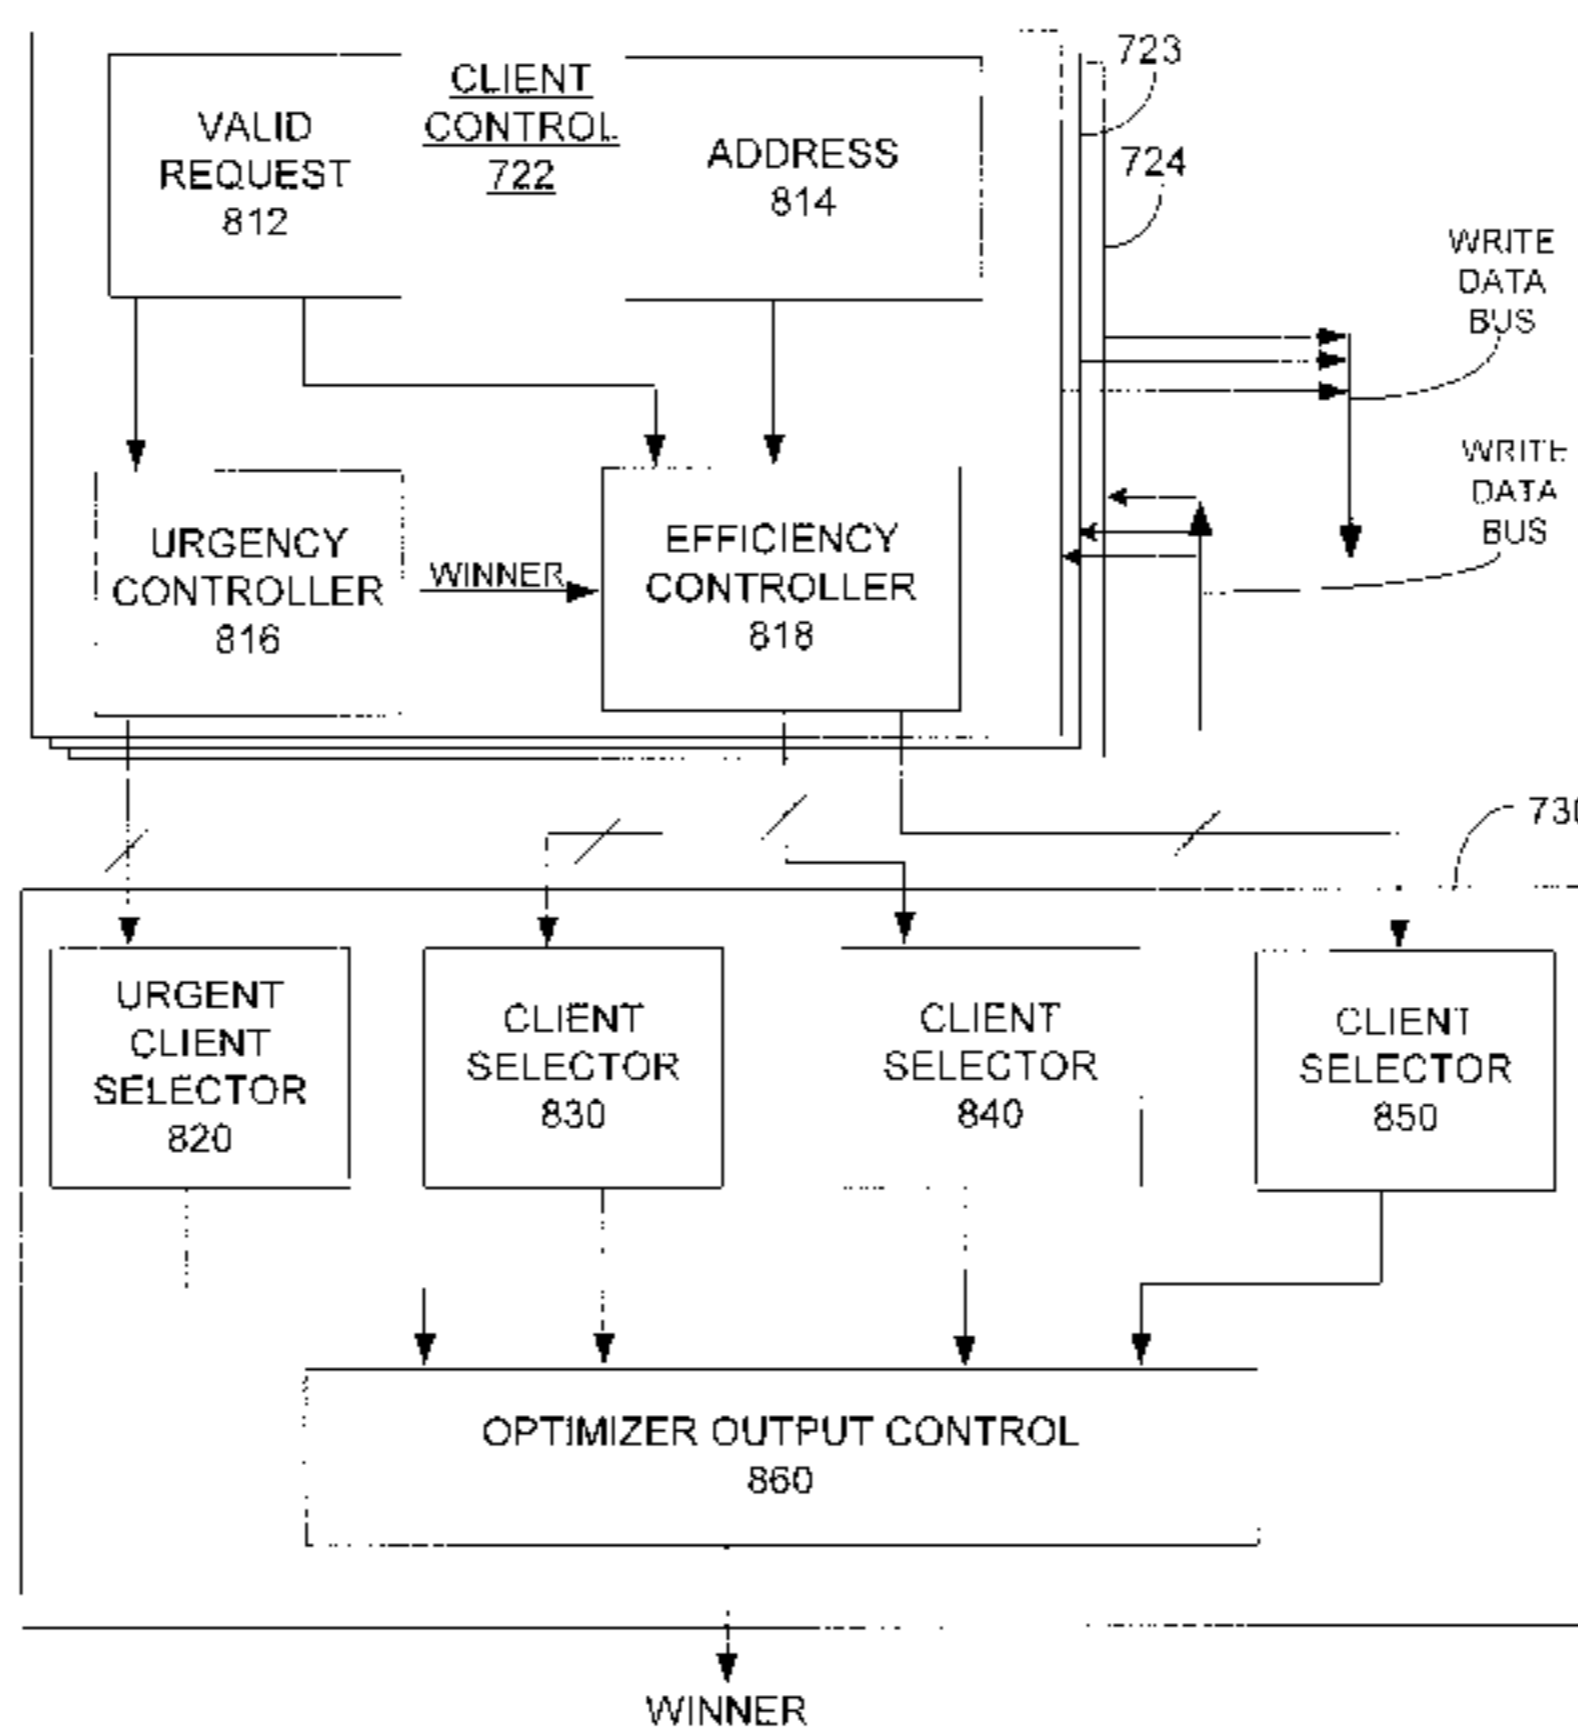 723
CLIENT
CONTROL
722
VALID
REQUEST
812
ADDRESS
814
724
WRITE
DATA
BUS
WRITE
DATA
BUS
URGENCY
CONTROLLER
816
WINNER
EFFICIENCY
CONTROLLER
818
730
URGENT
CLIENT
SELECTOR
820
CLIENT
SELECTOR
830
CLIENT
SELECTOR
840
CLIENT
SELECTOR
850
OPTIMIZER OUTPUT CONTROL
860
WINNER